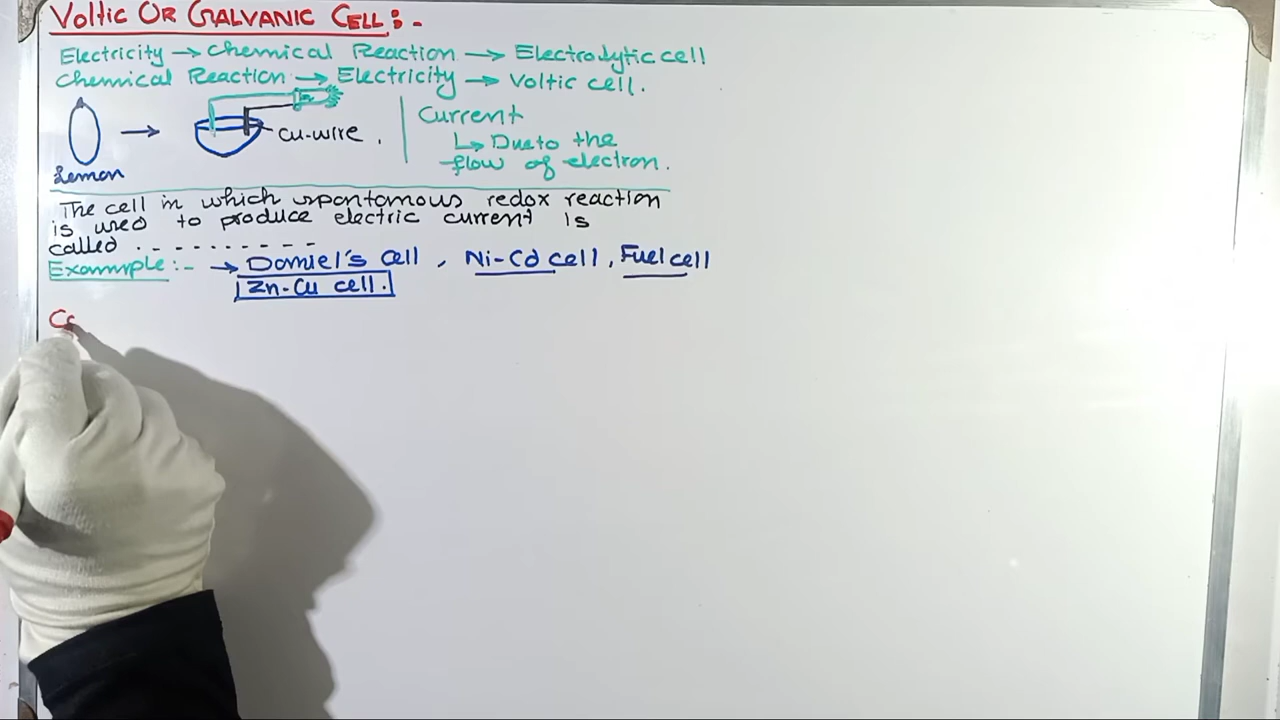 Voltic OR GALVANIC CELL:-
Electricity → Chemical Reaction → Electrolytic cell
Chemical Reaction → Electricity → Voltic cell.
Cu-wire.
Lemon
Current
↳ Due to the
flow of electron.
The cell in which spontomous redox reaction
is used to produce electric current is
called ----------
Example:- → Daniel's Cell, Ni-Cd cell, Fuel cell
Zn-Cu cell.
Co